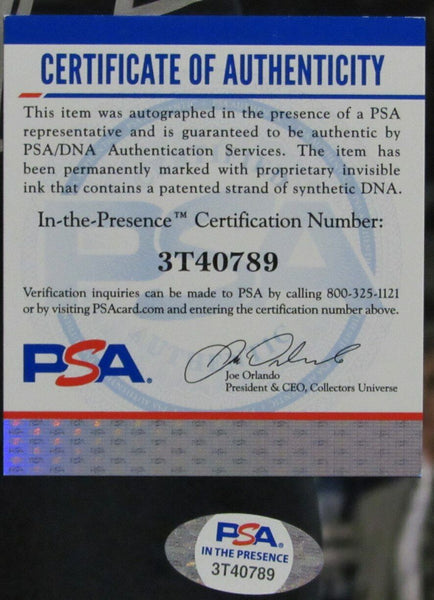 CERTIFICATE OF AUTHENTICITY
This item was autographed in the presence of a PSA
representative and is guaranteed to be authentic by
PSA/DNA Authentication Services. The item has
been permanently marked with proprietary invisible
ink that contains a patented strand of synthetic DNA.
In-the-Presence™ Certification Number:
3T40789
Verification inquiries can be made to PSA by calling 800-325-1121
or by visiting PSAcard.com and entering the certification number above.
PSA®
Joe Orlando
President & CEO, Collectors Universe
PSA®
IN THE PRESENCE
3T40789